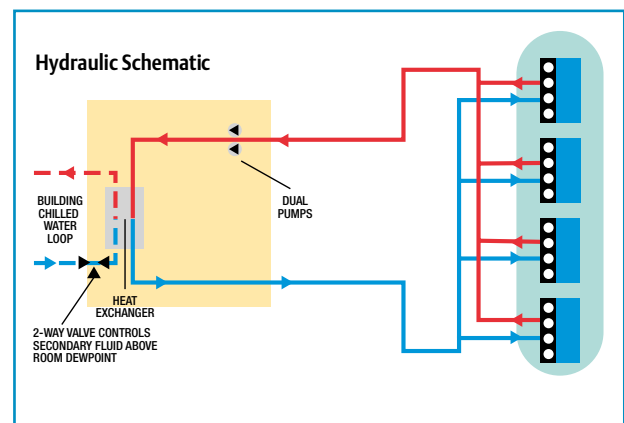 Hydraulic Schematic
BUILDING
CHILLED
WATER
LOOP
DUAL
PUMPS
HEAT
EXCHANGER
2-WAY VALVE CONTROLS
SECONDARY FLUID ABOVE
ROOM DEWPOINT